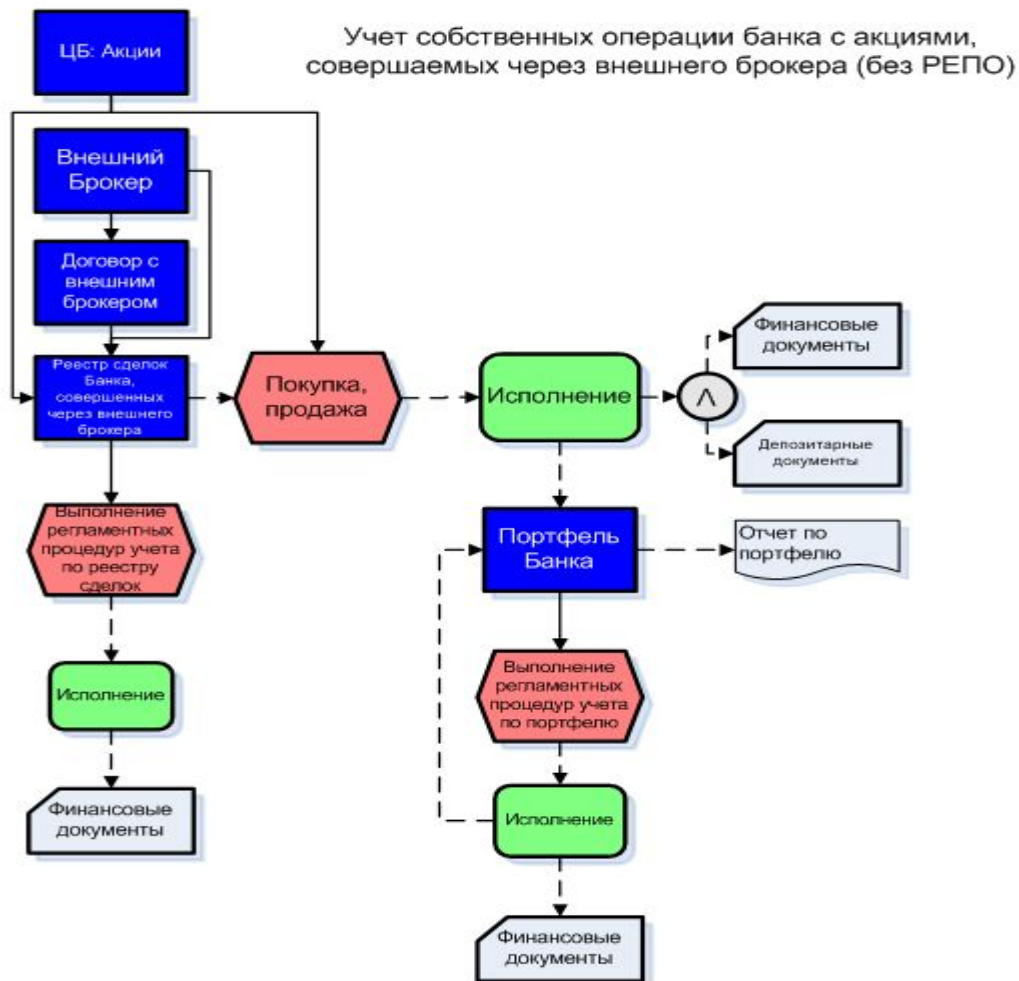 Учет собственных операции банка с акциями,
совершаемых через внешнего брокера (без РЕПО)
ЦБ: Акции
Внешний
Брокер
Договор с
внешним
брокером
Реестр сделок
Банка,
совершенных
через внешнего
брокера
Покупка,
продажа
Исполнение
Λ
Финансовые
документы
Депозитарные
документы
Выполнение
регламентных
процедур учета
по реестру
сделок
Портфель
Банка
Отчет по
портфелю
Исполнение
Выполнение
регламентных
процедур учета
по портфелю
Финансовые
документы
Исполнение
Финансовые
документы